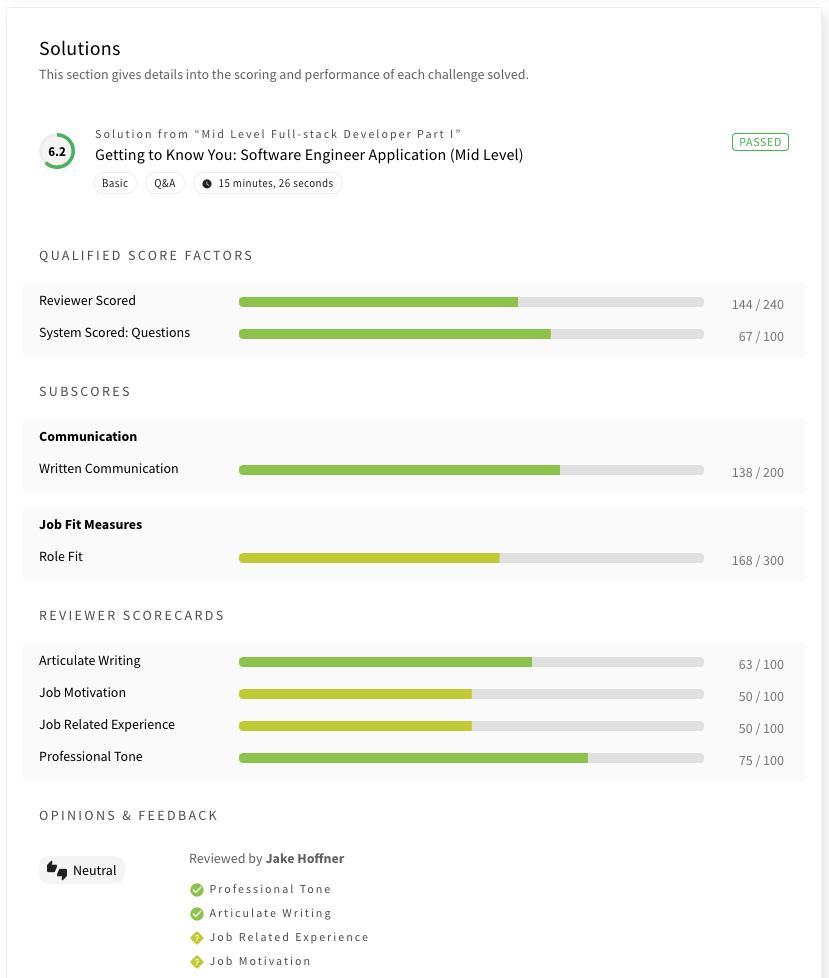 Solutions
This section gives details into the scoring and performance of each challenge solved.
6.2
Solution from “Mid Level Full-stack Developer Part I”
PASSED
Getting to Know You: Software Engineer Application (Mid Level)
Basic Q&A 15 minutes, 26 seconds
QUALIFIED SCORE FACTORS
Reviewer Scored 144 / 240
System Scored: Questions 67 / 100
SUBSCORES
Communication
Written Communication 138 / 200
Job Fit Measures
Role Fit 168 / 300
REVIEWER SCORECARDS
Articulate Writing 63 / 100
Job Motivation 50 / 100
Job Related Experience 50 / 100
Professional Tone 75 / 100
OPINIONS & FEEDBACK
Neutral
Reviewed by Jake Hoffner
Professional Tone
Articulate Writing
? Job Related Experience
? Job Motivation